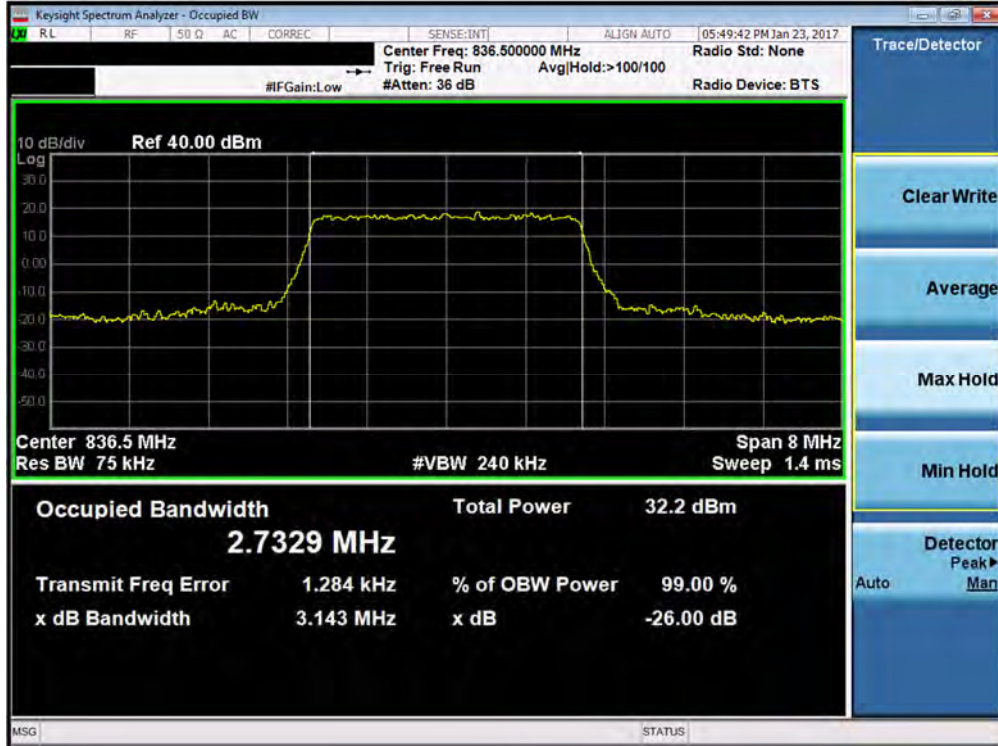 Keysight Spectrum Analyzer - Occupied BW
LXI RL RF 50 Ω AC CORREC SENSE:INT ALIGN AUTO 05:49:42 PM Jan 23, 2017
Center Freq: 836.500000 MHz Radio Std: None
Trig: Free Run Avg|Hold:>100/100
#IFGain:Low #Atten: 36 dB Radio Device: BTS
Trace/Detector
10 dB/div Ref 40.00 dBm
Log
30.0
20.0
10.0
0.00
-10.0
-20.0
-30.0
-40.0
-50.0
Center 836.5 MHz Span 8 MHz
Res BW 75 kHz #VBW 240 kHz Sweep 1.4 ms
Occupied Bandwidth Total Power 32.2 dBm
2.7329 MHz
Transmit Freq Error 1.284 kHz % of OBW Power 99.00 %
x dB Bandwidth 3.143 MHz x dB -26.00 dB
Clear Write
Average
Max Hold
Min Hold
Detector
Peak▶
Auto Man
MSG STATUS